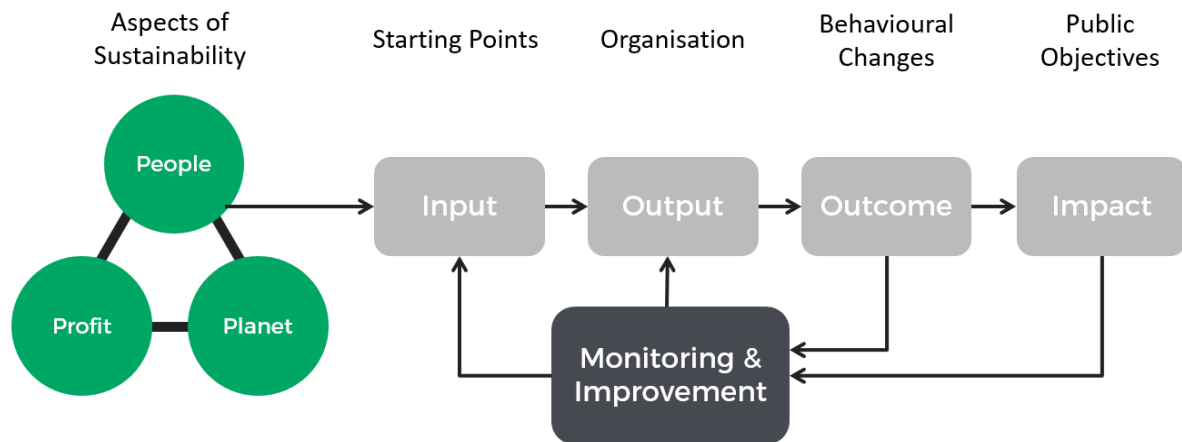 Aspects of
Sustainability
Starting Points
Organisation
Behavioural
Changes
Public
Objectives
People
Profit
Planet
Input
Output
Outcome
Impact
Monitoring &
Improvement